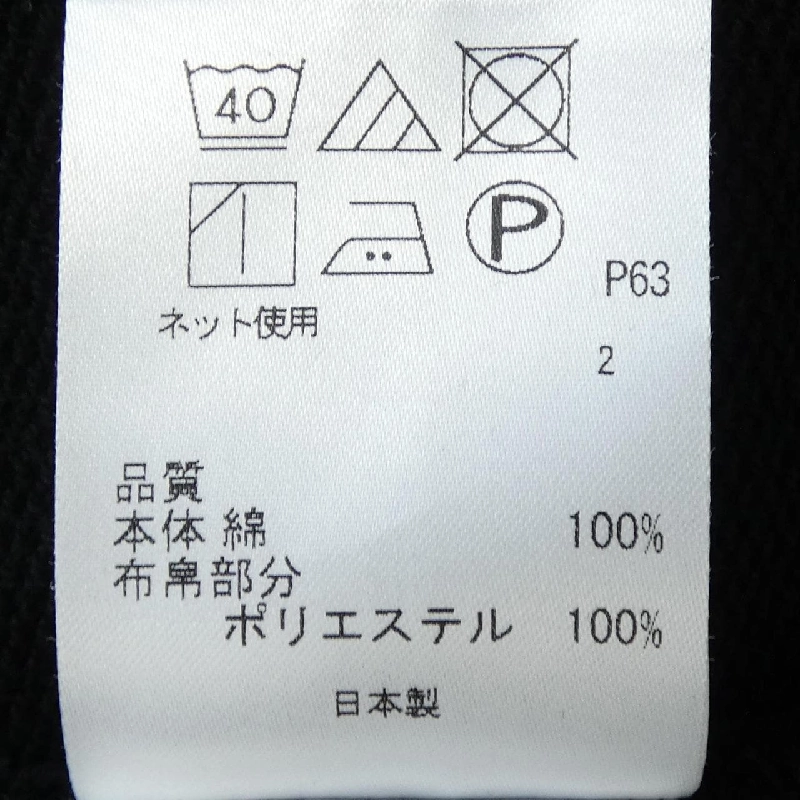 40
P
P63
ネット使用
2
品質
本体 綿 100%
布帛部分
ポリエステル 100%
日本製